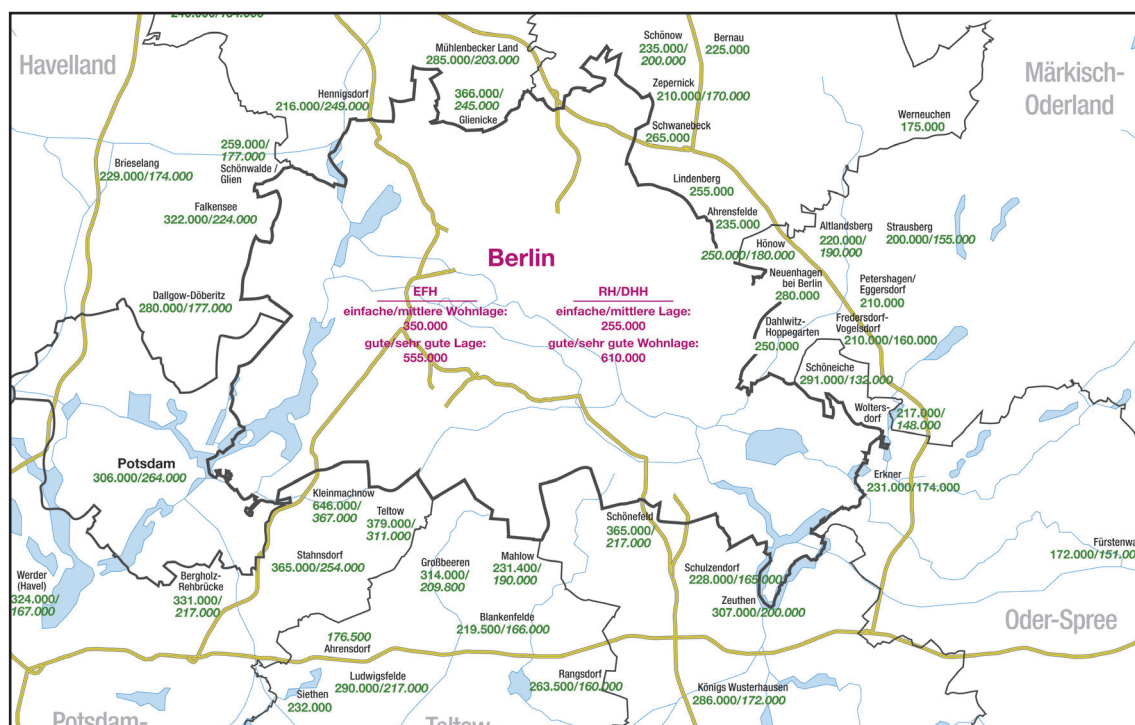 Havelland
Mühlenbecker Land
285.000/203.000
Schönow
235.000/
200.000
Bernau
225.000
Märkisch-
Oderland
Zepernick
210.000/170.000
Hennigsdorf
216.000/249.000
366.000/
245.000
Glienicke
Werneuchen
175.000
Schwanebeck
265.000
259.000/
177.000
Schönwalde /
Glien
Brieselang
229.000/174.000
Lindenberg
255.000
Falkensee
322.000/224.000
Ahrensfelde
235.000
Altlandsberg
220.000/
190.000
Strausberg
200.000/155.000
Hönow
250.000/180.000
Berlin
Neuenhagen
bei Berlin
280.000
Petershagen/
Eggersdorf
210.000
Dallgow-Döberitz
280.000/177.000
EFH
einfache/mittlere Wohnlage:
350.000
gute/sehr gute Lage:
555.000
RH/DHH
einfache/mittlere Lage:
255.000
gute/sehr gute Wohnlage:
610.000
Dahlwitz-
Hoppegarten
250.000
Fredersdorf-
Vogelsdorf
210.000/160.000
Schöneiche
291.000/132.000
Wolters-
dorf
217.000/
148.000
Potsdam
306.000/264.000
Erkner
231.000/174.000
Kleinmachnow
646.000/
367.000
Teltow
379.000/
311.000
Schönefeld
365.000/
217.000
Stahnsdorf
365.000/254.000
Großbeeren
314.000/
209.800
Mahlow
231.400/
190.000
Fürstenwa
172.000/151.00
Werder
(Havel)
324.000/
167.000
Bergholz-
Rehbrücke
331.000/
217.000
Schulzendorf
228.000/165.000
Zeuthen
307.000/200.000
Blankenfelde
219.500/166.000
Oder-Spree
176.500
Ahrensdorf
Ludwigsfelde
290.000/217.000
Rangsdorf
263.500/160.000
Siethen
232.000
Königs Wusterhausen
286.000/172.000
Potsdam-
Teltow